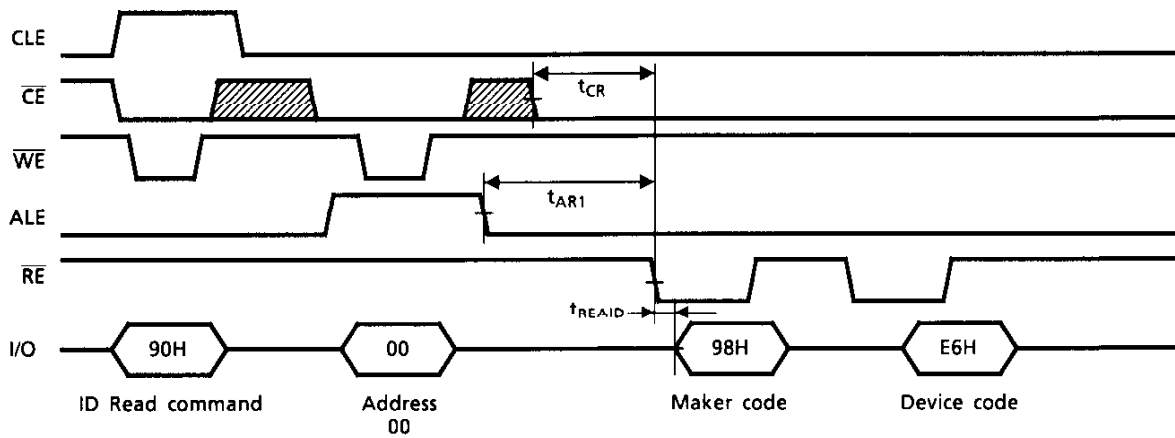 CLE
CE
tCR
WE
tAR1
ALE
RE
tREAID
I/O
90H
00
98H
E6H
ID Read command
Address
00
Maker code
Device code